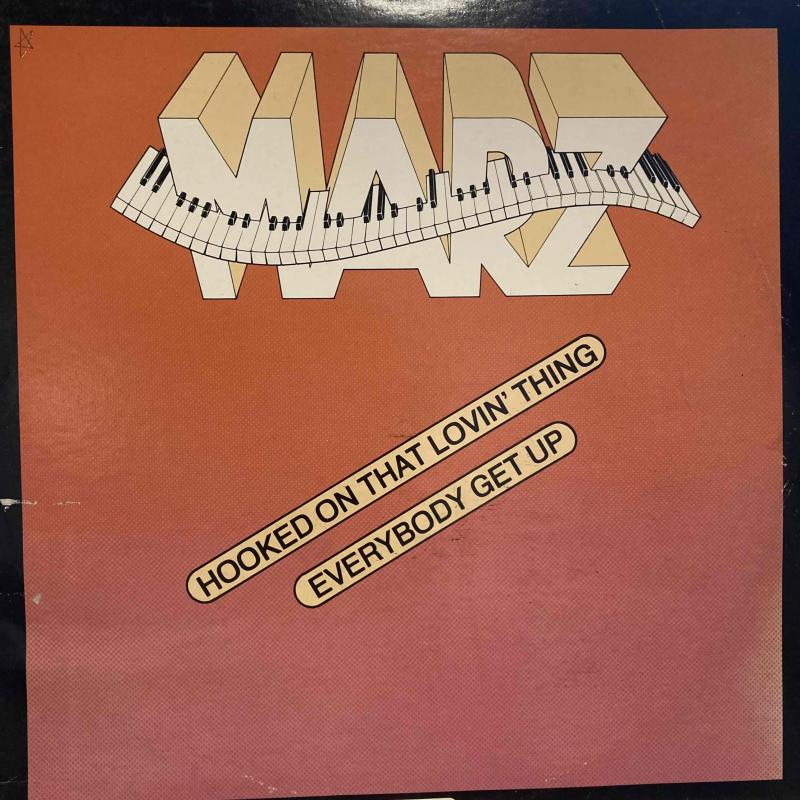 MARZ
HOOKED ON THAT LOVIN' THING
EVERYBODY GET UP